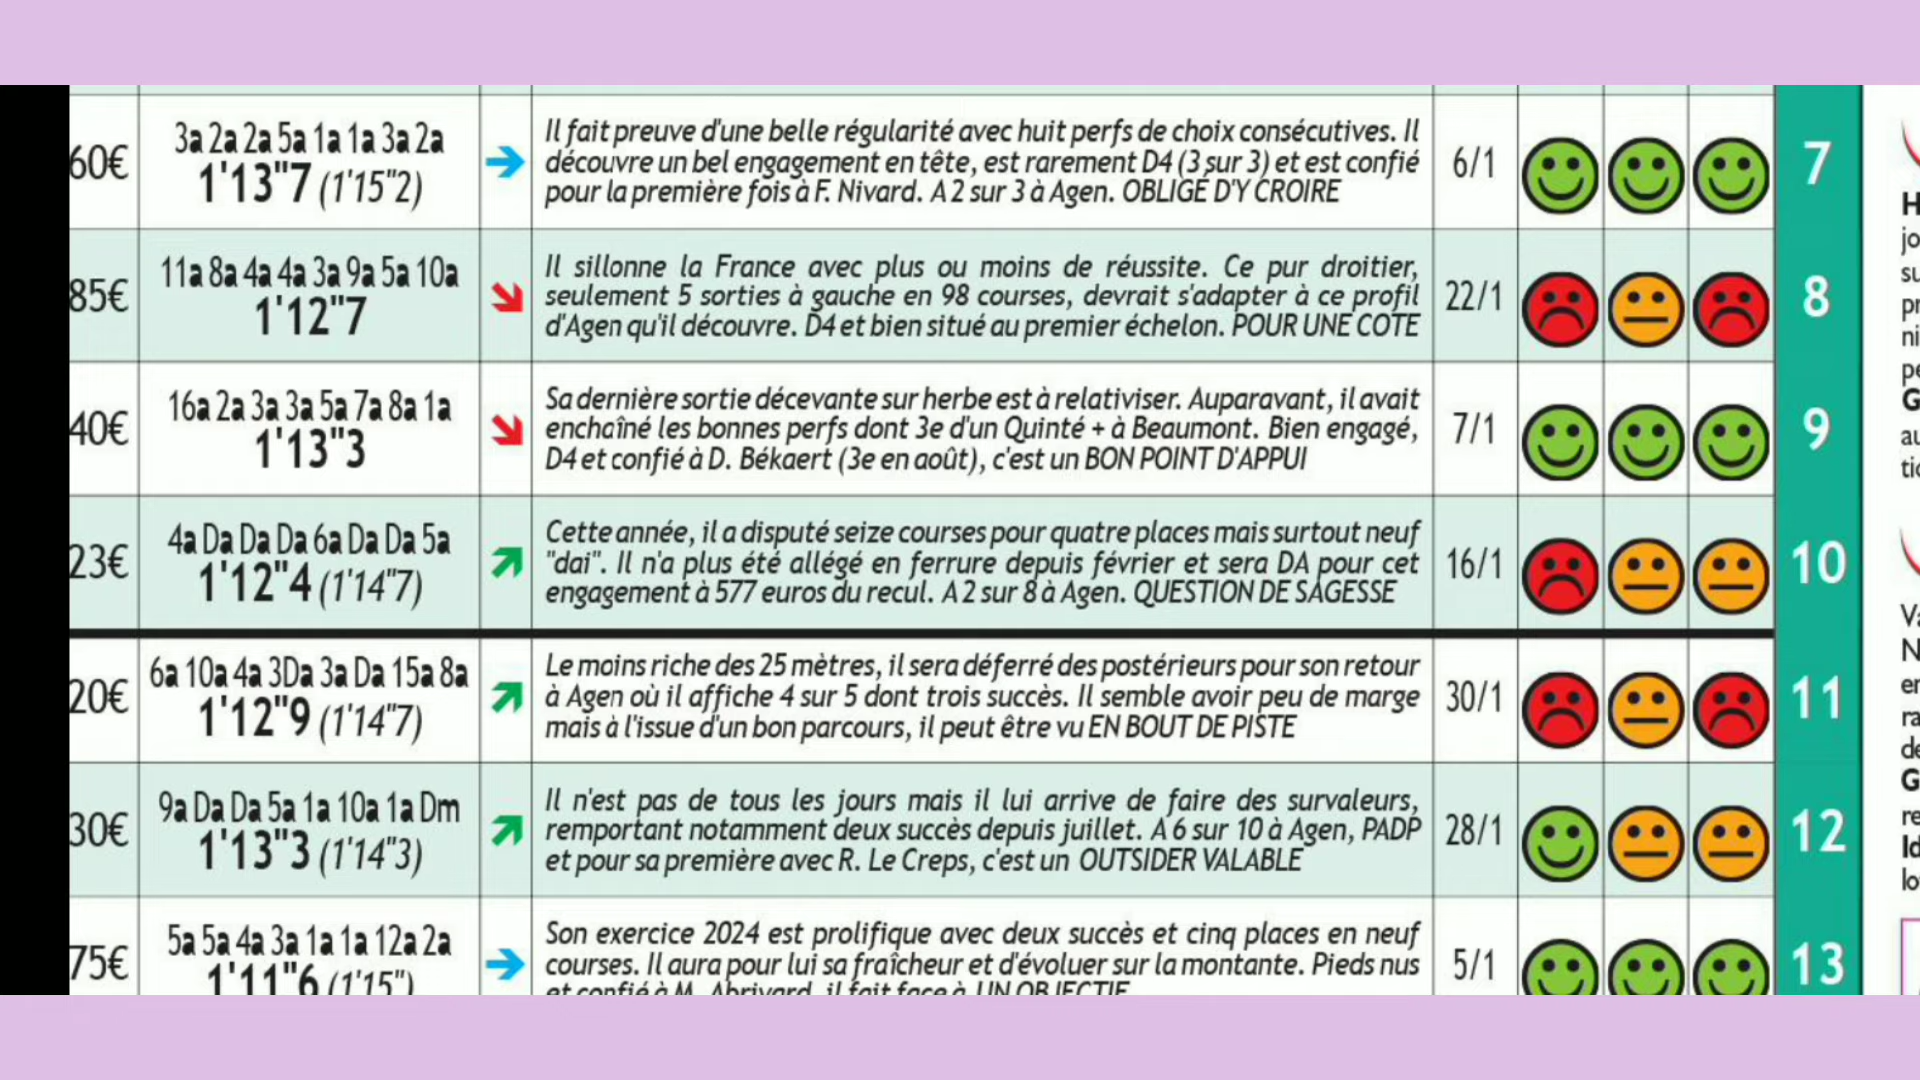 60€
3a 2a 2a 5a 1a 1a 3a 2a
1'13"7 (1'15"2)
Il fait preuve d'une belle régularité avec huit perfs de choix consécutives. Il
découvre un bel engagement en tête, est rarement D4 (3 sur 3) et est confié
pour la première fois à F. Nivard. A 2 sur 3 à Agen. OBLIGÉ D'Y CROIRE
6/1
7
85€
11a 8a 4a 4a 3a 9a 5a 10a
1'12"7
Il sillonne la France avec plus ou moins de réussite. Ce pur droitier,
seulement 5 sorties à gauche en 98 courses, devrait s'adapter à ce profil
d'Agen qu'il découvre. D4 et bien situé au premier échelon. POUR UNE COTE
22/1
8
40€
16a 2a 3a 3a 5a 7a 8a 1a
1'13"3
Sa dernière sortie décevante sur herbe est à relativiser. Auparavant, il avait
enchaîné les bonnes perfs dont 3e d'un Quinté + à Beaumont. Bien engagé,
D4 et confié à D. Békaert (3e en août), c'est un BON POINT D'APPUI
7/1
9
23€
4a Da Da Da 6a Da Da 5a
1'12"4 (1'14"7)
Cette année, il a disputé seize courses pour quatre places mais surtout neuf
"dai". Il n'a plus été allégé en ferrure depuis février et sera DA pour cet
engagement à 577 euros du recul. A 2 sur 8 à Agen. QUESTION DE SAGESSE
16/1
10
20€
6a 10a 4a 3Da 3a Da 15a 8a
1'12"9 (1'14"7)
Le moins riche des 25 mètres, il sera déferré des postérieurs pour son retour
à Agen où il affiche 4 sur 5 dont trois succès. Il semble avoir peu de marge
mais à l'issue d'un bon parcours, il peut être vu EN BOUT DE PISTE
30/1
11
30€
9a Da Da 5a 1a 10a 1a Dm
1'13"3 (1'14"3)
Il n'est pas de tous les jours mais il lui arrive de faire des survaleurs,
remportant notamment deux succès depuis juillet. A 6 sur 10 à Agen, PADP
et pour sa première avec R. Le Creps, c'est un OUTSIDER VALABLE
28/1
12
75€
5a 5a 4a 3a 1a 1a 12a 2a
1'11"6 (1'15")
Son exercice 2024 est prolifique avec deux succès et cinq places en neuf
courses. Il aura pour lui sa fraîcheur et d'évoluer sur la montante. Pieds nus
et confié à M. Abrivard, il fait face à UN OBJECTIF
5/1
13